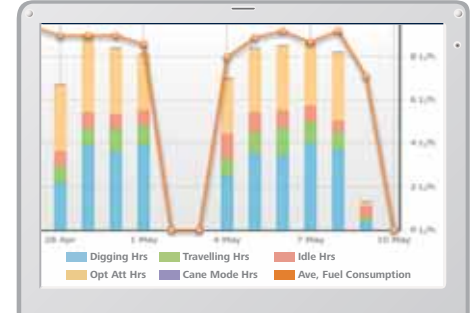 8 L/h
6 L/h
4 L/h
2 L/h
0 L/h
28 Apr 1 May 4 May 7 May 10 May
Digging Hrs Travelling Hrs Idle Hrs
Opt Att Hrs Cane Mode Hrs Ave, Fuel Consumption